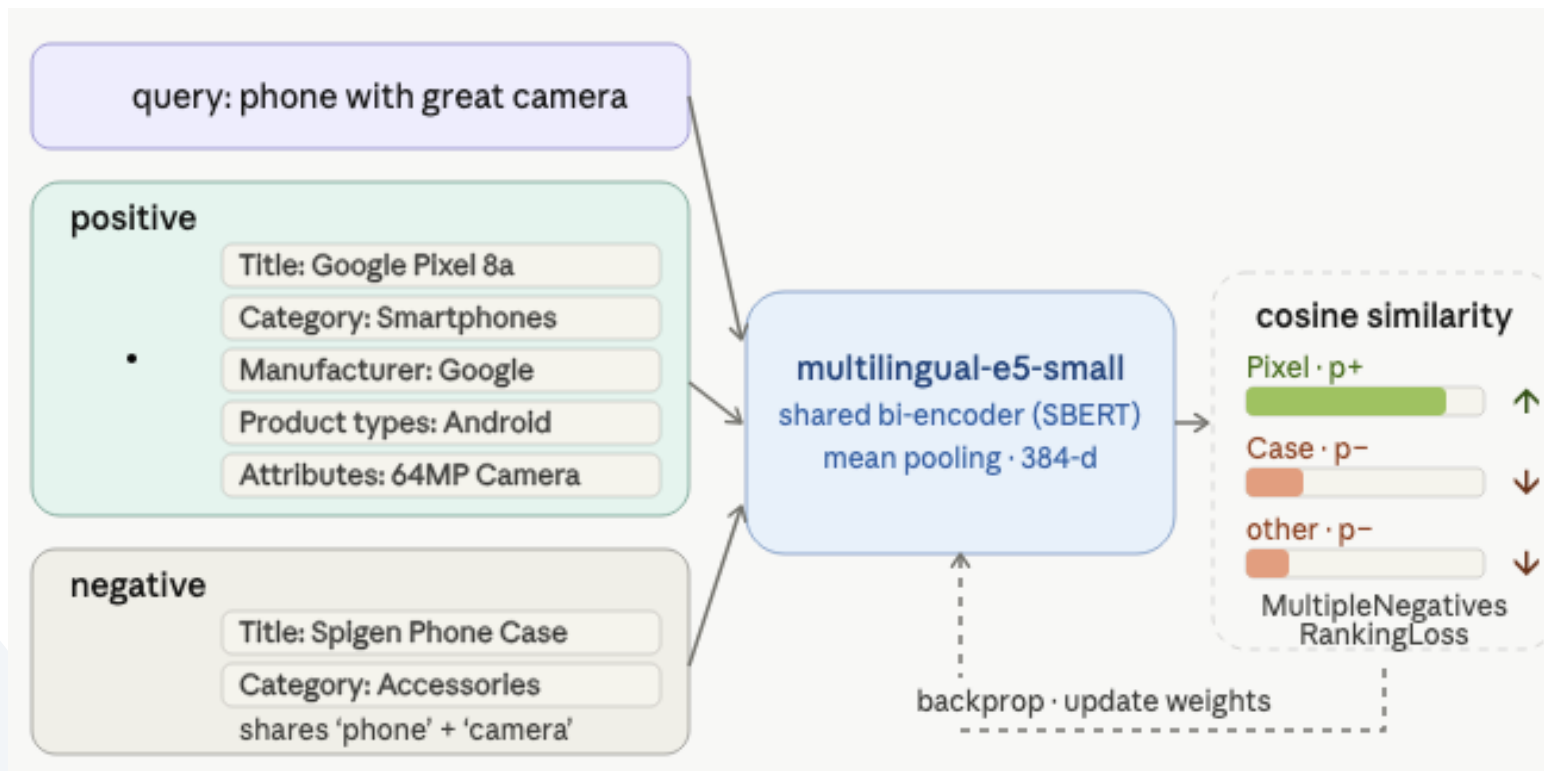 query: phone with great camera
positive
Title: Google Pixel 8a
Category: Smartphones
Manufacturer: Google
Product types: Android
Attributes: 64MP Camera
negative
Title: Spigen Phone Case
Category: Accessories
shares ‘phone’ + ‘camera’
multilingual-e5-small
shared bi-encoder (SBERT)
mean pooling · 384-d
cosine similarity
Pixel · p+
Case · p−
other · p−
MultipleNegatives
RankingLoss
backprop · update weights